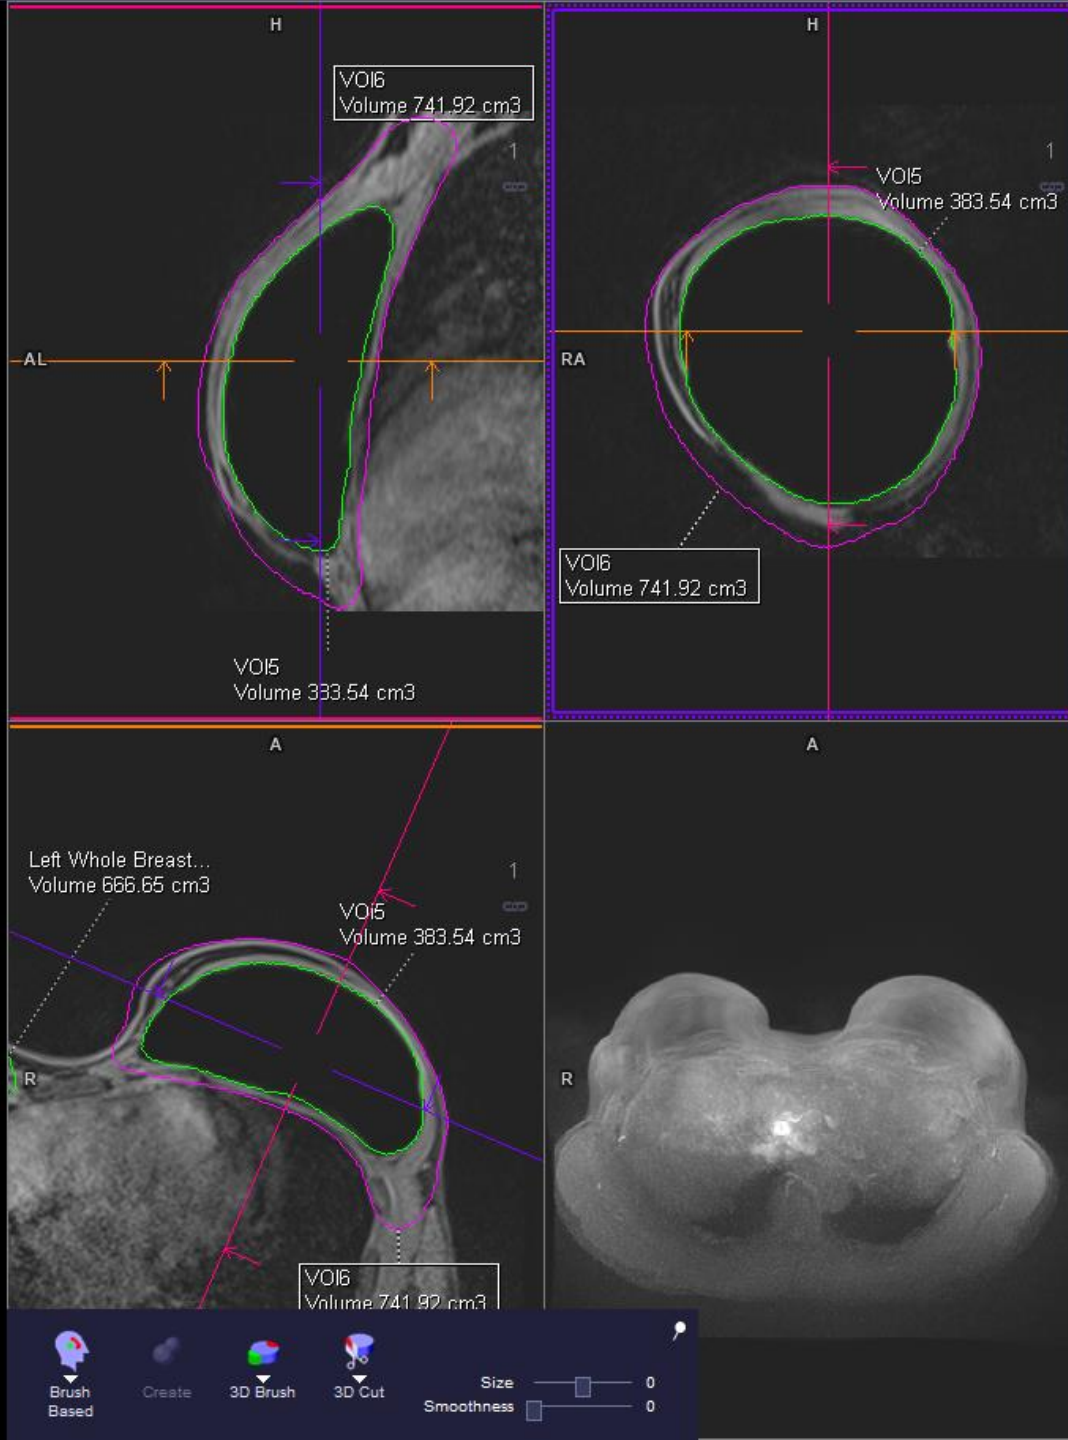 H
VOI6
Volume 741.92 cm3
1
AL
VOI5
Volume 383.54 cm3
H
1
VOI5
Volume 383.54 cm3
RA
VOI6
Volume 741.92 cm3
A
Left Whole Breast...
Volume 666.65 cm3
1
VOI5
Volume 383.54 cm3
R
VOI6
Volume 741.92 cm3
A
R
Brush
Based
Create
3D Brush
3D Cut
Size 0
Smoothness 0